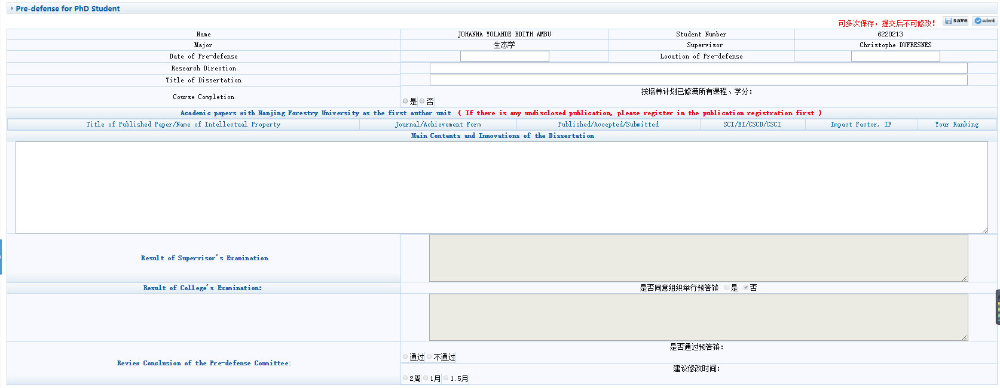 Pre-defense for PhD Student
可多次保存，提交后不可修改！ save submit
Name JOHANNA YOLANDE EDITH AMBU Student Number 6220213
Major 生态学 Supervisor Christophe DUFRESNES
Date of Pre-defense Location of Pre-defense
Research Direction
Title of Dissertation
Course Completion 按培养计划已修满所有课程、学分：
是 否
Academic papers with Nanjing Forestry University as the first author unit ( If there is any undisclosed publication, please register in the publication registration first )
Title of Published Paper/Name of Intellectual Property Journal/Achievement Form Published/Accepted/Submitted SCI/EI/CSCD/CSCI Impact Factor, IF Your Ranking
Main Contents and Innovations of the Dissertation
Result of Supervisor's Examination
Result of College's Examination: 是否同意组织举行预答辩 是 否
Review Conclusion of the Pre-defense Committee: 是否通过预答辩：
通过 不通过
建议修改时间：
2周 1月 1.5月